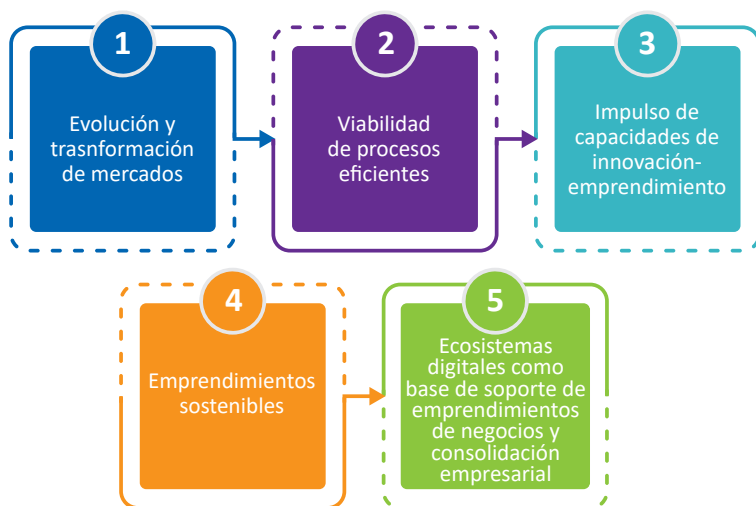 1
Evolución y
trasnformación
de mercados
2
Viabilidad
de procesos
eficientes
3
Impulso de
capacidades de
innovación-
emprendimiento
4
Emprendimientos
sostenibles
5
Ecosistemas
digitales como
base de soporte de
emprendimientos
de negocios y
consolidación
empresarial